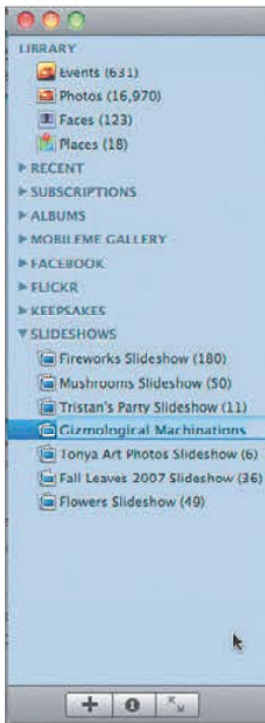 LIBRARY
Events (631)
Photos (16,970)
Faces (123)
Places (18)
RECENT
SUBSCRIPTIONS
ALBUMS
MOBILEME GALLERY
FACEBOOK
FLICKR
KEEPSAKES
SLIDESHOWS
Fireworks Slideshow (180)
Mushrooms Slideshow (50)
Tristan's Party Slideshow (11)
Gizmological Machinations
Tonya Art Photos Slideshow (6)
Fall Leaves 2007 Slideshow (36)
Flowers Slideshow (49)